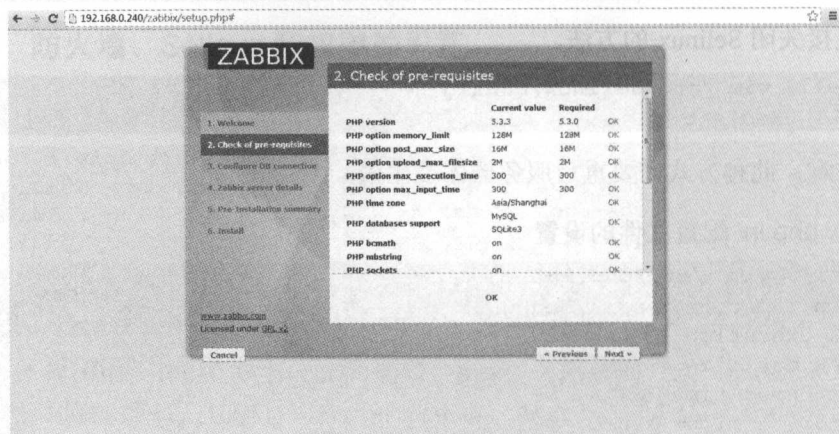 192.168.0.240/zabbix/setup.php#
ZABBIX
2. Check of pre-requisites
1. Welcome
2. Check of pre-requisites
3. Configure DB connection
4. Zabbix server details
5. Pre-Installation summary
6. Install
Current value Required
PHP version 5.3.3 5.3.0 OK
PHP option memory_limit 128M 128M OK
PHP option post_max_size 16M 16M OK
PHP option upload_max_filesize 2M 2M OK
PHP option max_execution_time 300 300 OK
PHP option max_input_time 300 300 OK
PHP time zone Asia/Shanghai OK
PHP databases support MySQL OK
SQLite3
PHP bcmath on OK
PHP mbstring on OK
PHP sockets on OK
OK
www.zabbix.com
Licensed under GPL v2
Cancel
« Previous
Next »